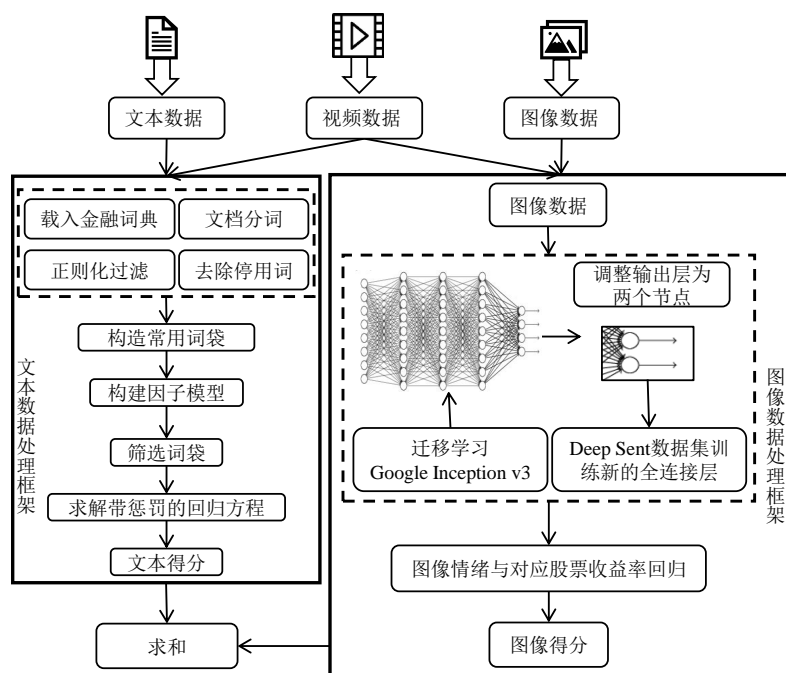 文本数据
视频数据
图像数据
载入金融词典
文档分词
正则化过滤
去除停用词
构造常用词袋
构建因子模型
筛选词袋
求解带惩罚的回归方程
文本得分
文本数据处理框架
求和
图像数据
调整输出层为
两个节点
迁移学习
Google Inception v3
Deep Sent数据集训
练新的全连接层
图像数据处理框架
图像情绪与对应股票收益率回归
图像得分